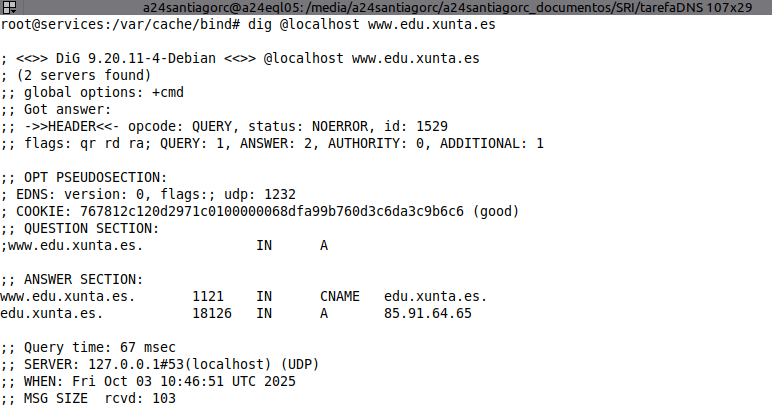 a24santiagorc@a24eql05: /media/a24santiagorc/a24santiagorc_documentos/SRI/tarefaDNS 107x29
root@services:/var/cache/bind# dig @localhost www.edu.xunta.es

; <<>> DiG 9.20.11-4-Debian <<>> @localhost www.edu.xunta.es
; (2 servers found)
;; global options: +cmd
;; Got answer:
;; ->>HEADER<<- opcode: QUERY, status: NOERROR, id: 1529
;; flags: qr rd ra; QUERY: 1, ANSWER: 2, AUTHORITY: 0, ADDITIONAL: 1

;; OPT PSEUDOSECTION:
; EDNS: version: 0, flags:; udp: 1232
; COOKIE: 767812c120d2971c0100000068dfa99b760d3c6da3c9b6c6 (good)
;; QUESTION SECTION:
;www.edu.xunta.es.		IN	A

;; ANSWER SECTION:
www.edu.xunta.es.	1121	IN	CNAME	edu.xunta.es.
edu.xunta.es.		18126	IN	A	85.91.64.65

;; Query time: 67 msec
;; SERVER: 127.0.0.1#53(localhost) (UDP)
;; WHEN: Fri Oct 03 10:46:51 UTC 2025
;; MSG SIZE  rcvd: 103